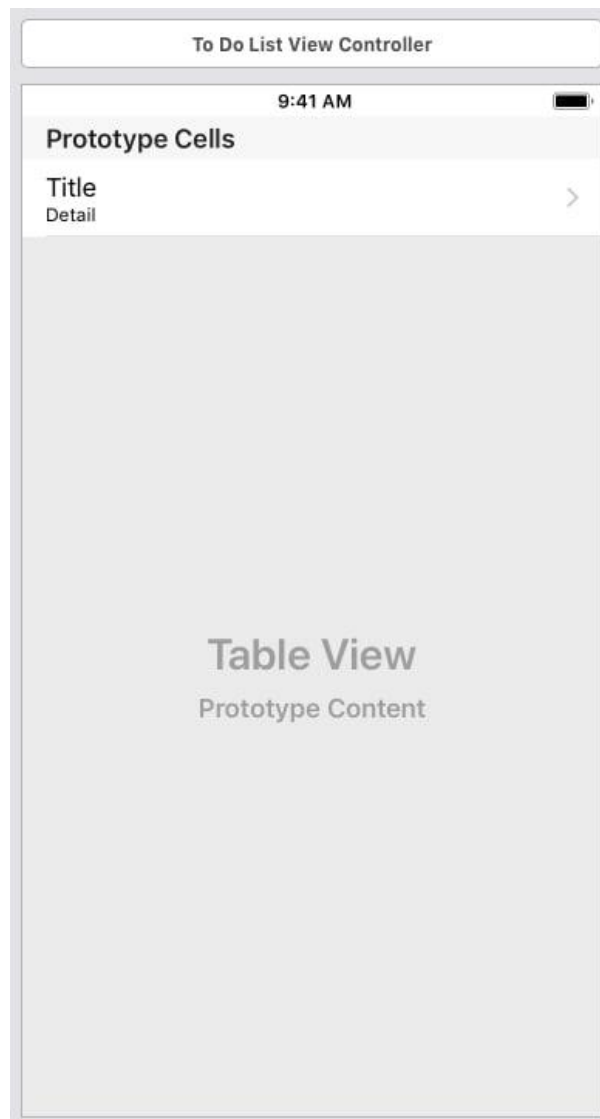 To Do List View Controller
9:41 AM
Prototype Cells
Title
Detail
Table View
Prototype Content